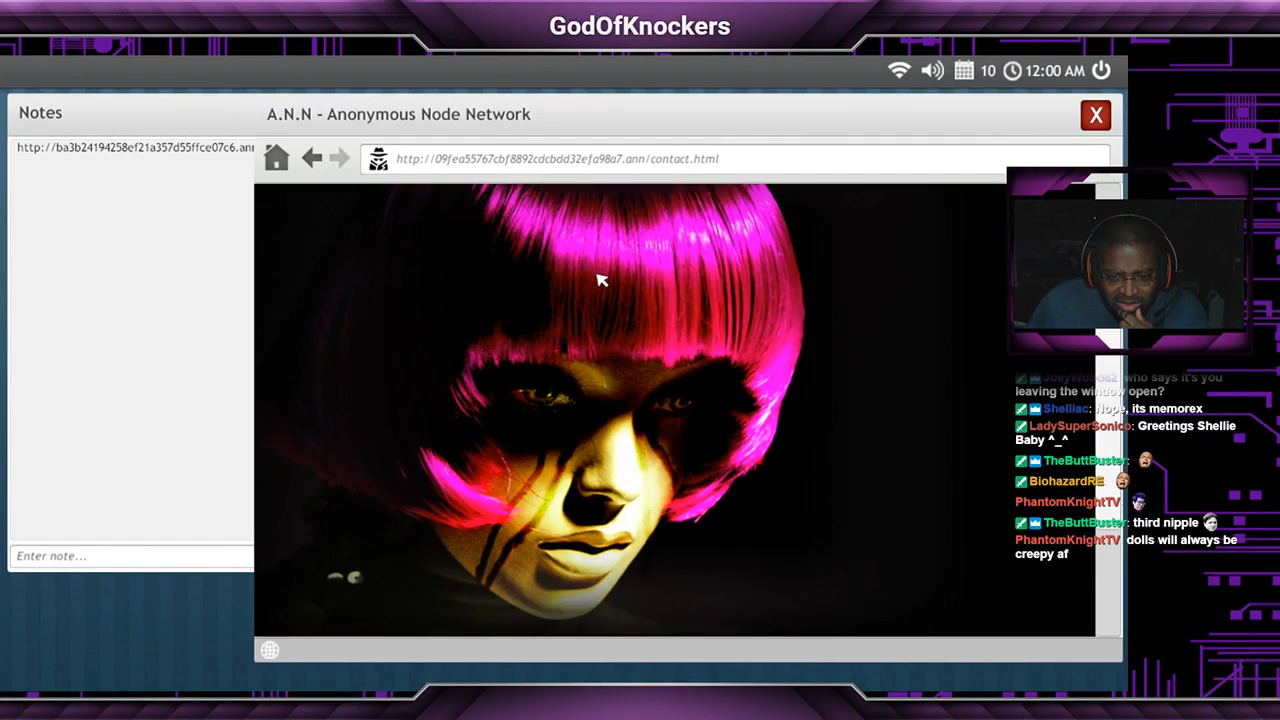 GodOfKnockers
10
12:00 AM
Notes
A.N.N - Anonymous Node Network
X
http://ba3b24194258ef21a357d55ffce07c6.ann
http://09fea55767cbf8892cdcbdd32efa98a7.ann/contact.html
JoeyWood62: who says it's you
leaving the window open?
Shelliac: Nope, its memorex
LadySuperSonico: Greetings Shellie
Baby ^_^
TheButtBuster:
BiohazardRE:
PhantomKnightTV:
TheButtBuster: third nipple
PhantomKnightTV: dolls will always be
creepy af
Enter note...